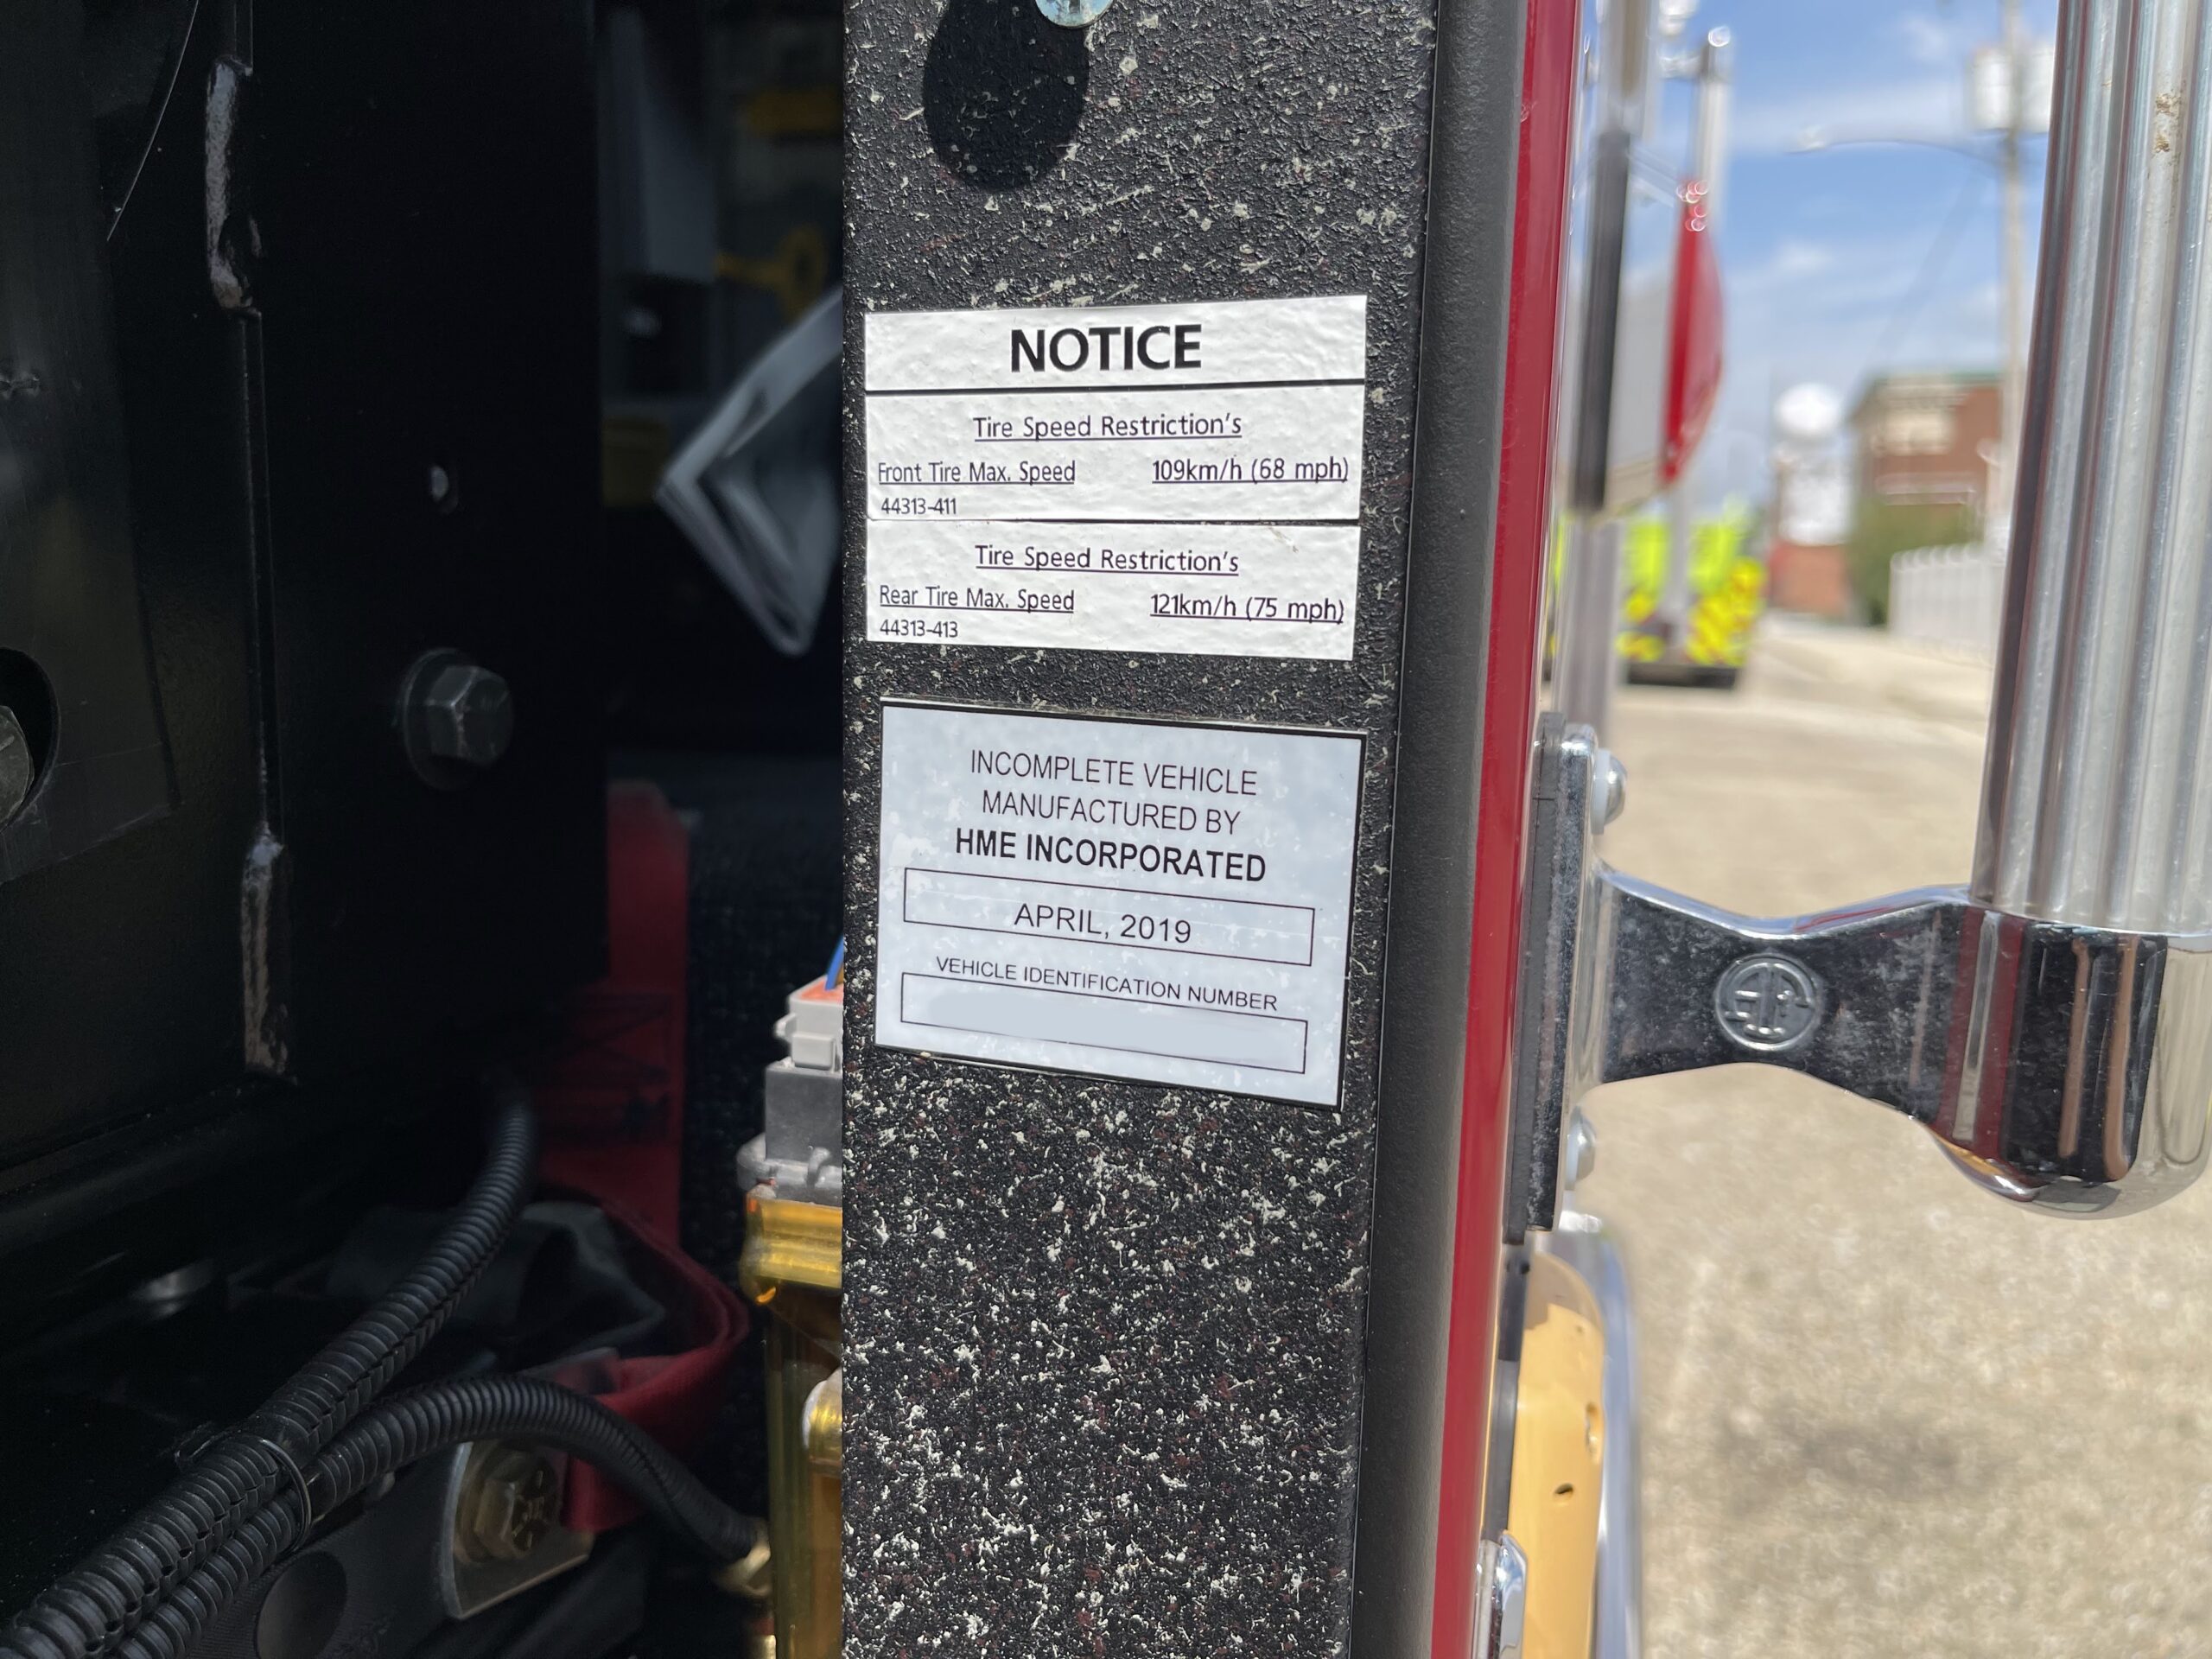 NOTICE
Tire Speed Restriction's
Front Tire Max. Speed 109km/h (68 mph)
44313-411
Tire Speed Restriction's
Rear Tire Max. Speed 121km/h (75 mph)
44313-413
INCOMPLETE VEHICLE
MANUFACTURED BY
HME INCORPORATED
APRIL, 2019
VEHICLE IDENTIFICATION NUMBER